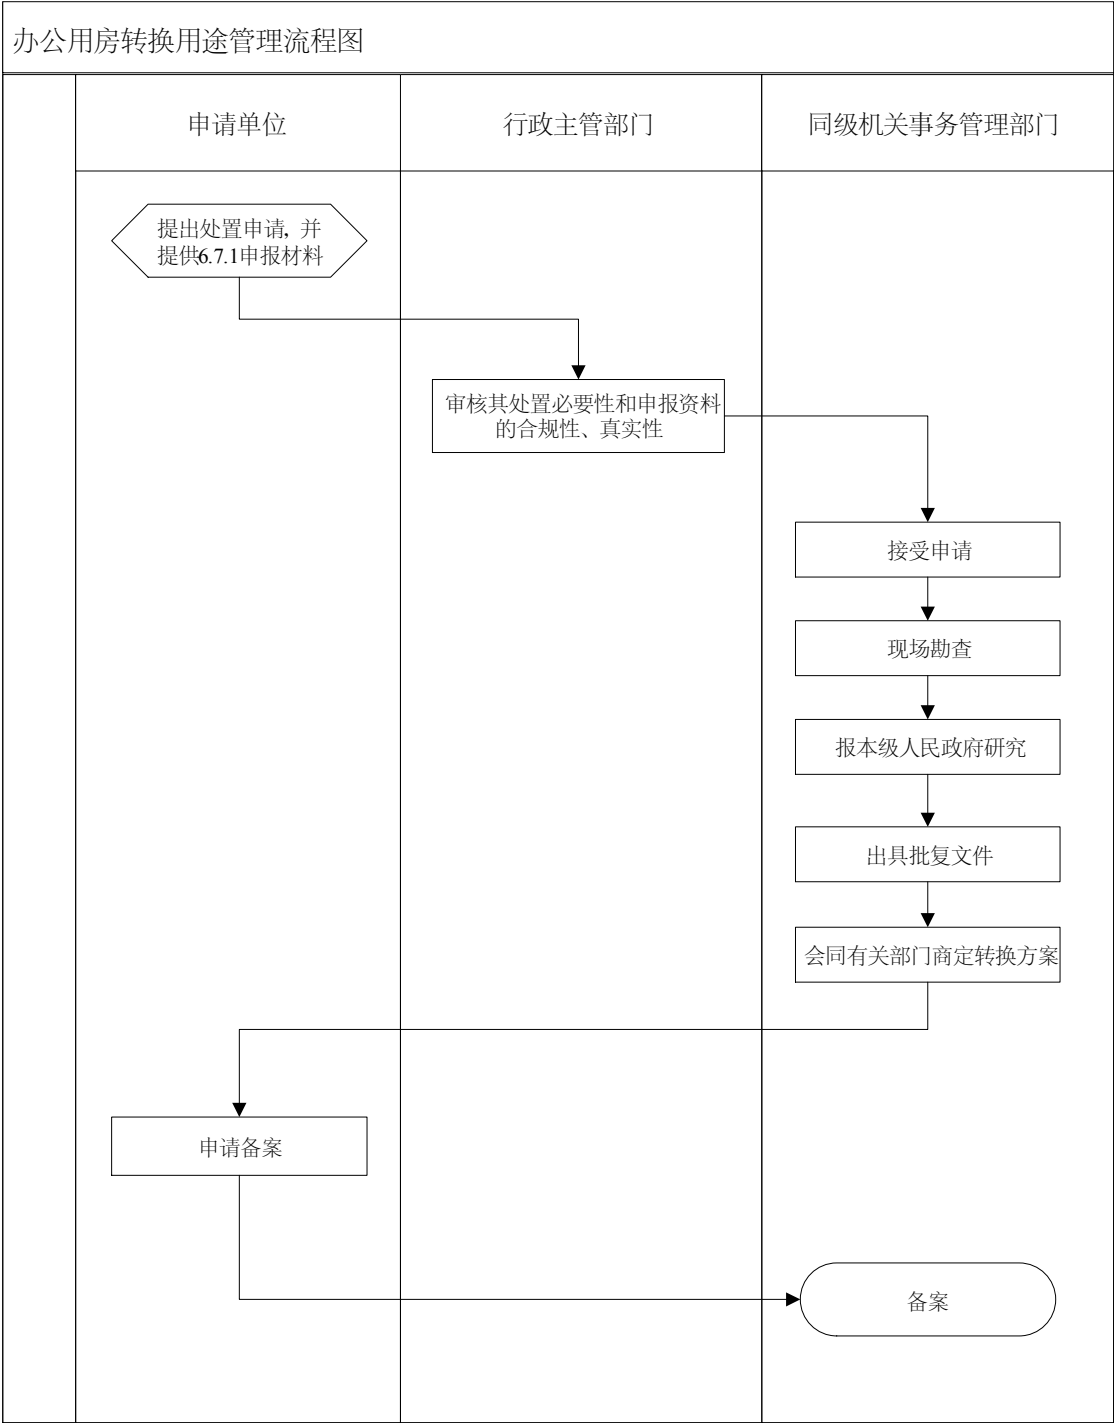 办公用房转换用途管理流程图
申请单位
行政主管部门
同级机关事务管理部门
提出处置申请,并
提供6.7.1申报材料
审核其处置必要性和申报资料
的合规性、真实性
接受申请
现场勘查
报本级人民政府研究
出具批复文件
会同有关部门商定转换方案
申请备案
备案